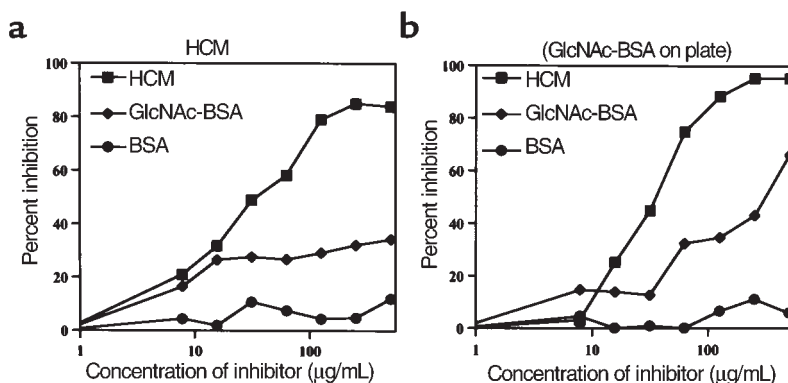 a
HCM
100
80
60
40
20
0
Percent inhibition
HCM
GlcNAc-BSA
BSA
1
10
100
Concentration of inhibitor (μg/mL)
b
(GlcNAc-BSA on plate)
100
80
60
40
20
0
Percent inhibition
HCM
GlcNAc-BSA
BSA
1
10
100
Concentration of inhibitor (μg/mL)